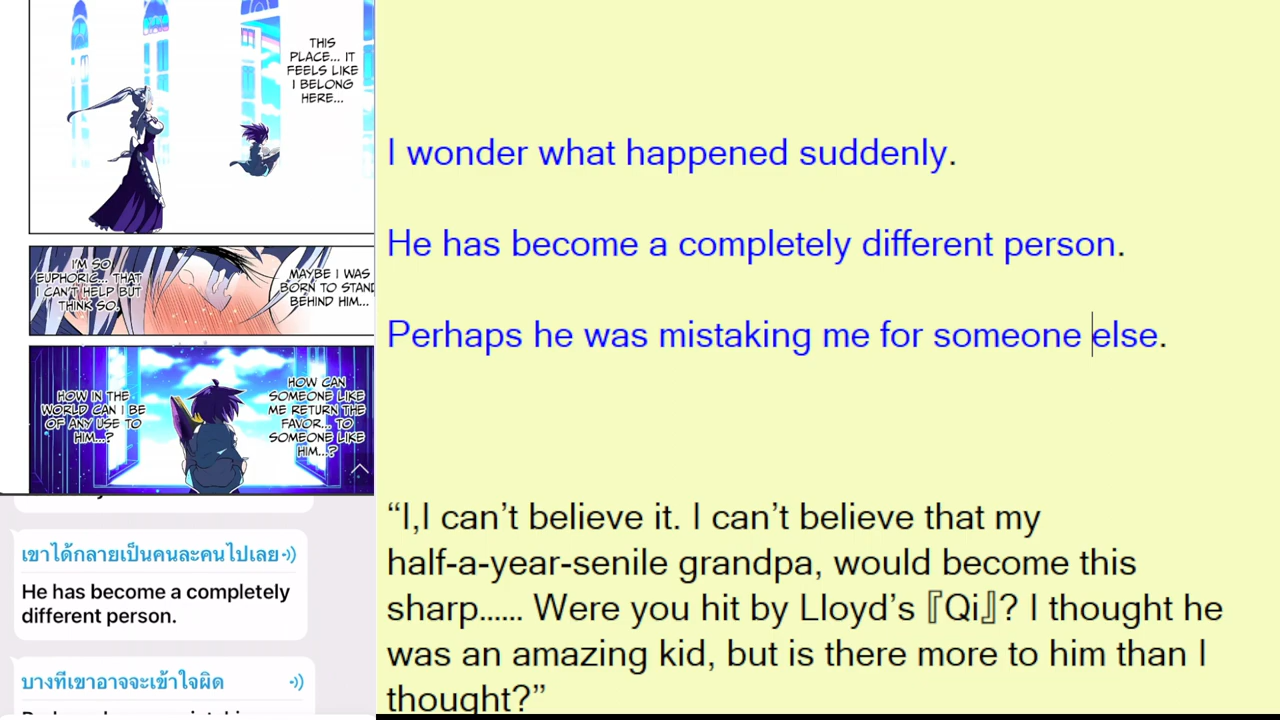 THIS
PLACE... IT
FEELS LIKE
I BELONG
HERE...
MAYBE I WAS
BORN TO STAND
BEHIND HIM...
I'M SO
EUPHORIC... THAT
I CAN'T HELP BUT
THINK SO.
HOW CAN
SOMEONE LIKE
ME RETURN THE
FAVOR... TO
SOMEONE LIKE
HIM...?
HOW IN THE
WORLD CAN I BE
OF ANY USE TO
HIM...?
เขาได้กลายเป็นคนละคนไปเลย
He has become a completely
different person.
บางทีเขาอาจจะเข้าใจผิด
I wonder what happened suddenly.
He has become a completely different person.
Perhaps he was mistaking me for someone else.
“I,I can’t believe it. I can’t believe that my
half-a-year-senile grandpa, would become this
sharp...... Were you hit by Lloyd’s『Qi』? I thought he
was an amazing kid, but is there more to him than I
thought?”